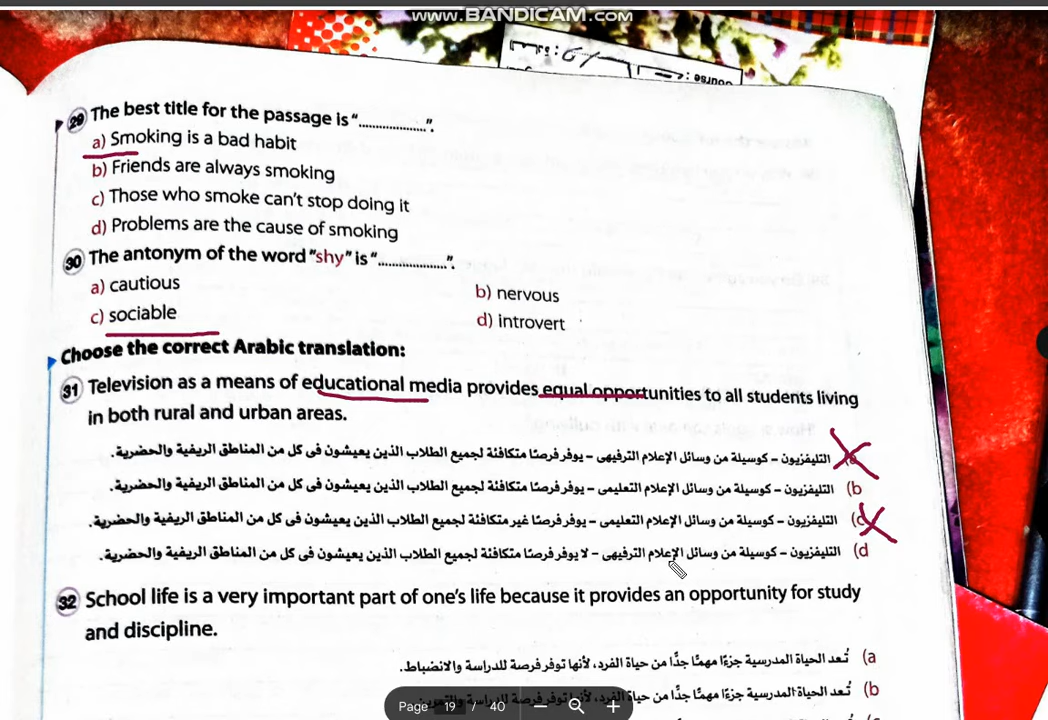 www.BANDICAM.com
course :
29 The best title for the passage is “....................”.
a) Smoking is a bad habit
b) Friends are always smoking
c) Those who smoke can’t stop doing it
d) Problems are the cause of smoking
30 The antonym of the word “shy” is “....................”.
a) cautious
b) nervous
c) sociable
d) introvert
Choose the correct Arabic translation:
31 Television as a means of educational media provides equal opportunities to all students living
in both rural and urban areas.
التليفزيون – كوسيلة من وسائل الإعلام الترفيهى – يوفر فرصًا متكافئة لجميع الطلاب الذين يعيشون فى كل من المناطق الريفية والحضرية.
b) التليفزيون – كوسيلة من وسائل الإعلام التعليمى – يوفر فرصًا متكافئة لجميع الطلاب الذين يعيشون فى كل من المناطق الريفية والحضرية.
c) التليفزيون – كوسيلة من وسائل الإعلام التعليمى – يوفر فرصًا غير متكافئة لجميع الطلاب الذين يعيشون فى كل من المناطق الريفية والحضرية.
d) التليفزيون – كوسيلة من وسائل الإعلام الترفيهى – لا يوفر فرصًا متكافئة لجميع الطلاب الذين يعيشون فى كل من المناطق الريفية والحضرية.
32 School life is a very important part of one’s life because it provides an opportunity for study
and discipline.
a) تُعد الحياة المدرسية جزءًا مهمًا جدًّا من حياة الفرد، لأنها توفر فرصة للدراسة والانضباط.
b) تُعد الحياة المدرسية جزءًا مهمًا جدًّا من حياة الفرد، لأنها توفر فرصة للدراسة
Page 19 / 40